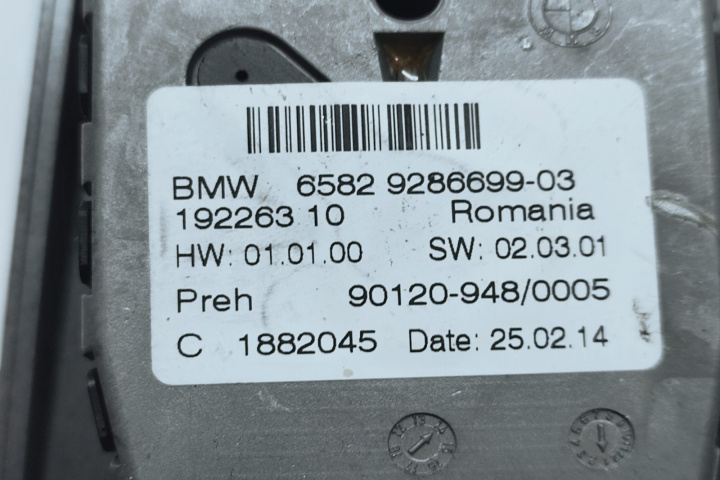 BMW 6582 9286699-03
192263 10 Romania
HW: 01.01.00 SW: 02.03.01
Preh 90120-948/0005
C 1882045 Date: 25.02.14